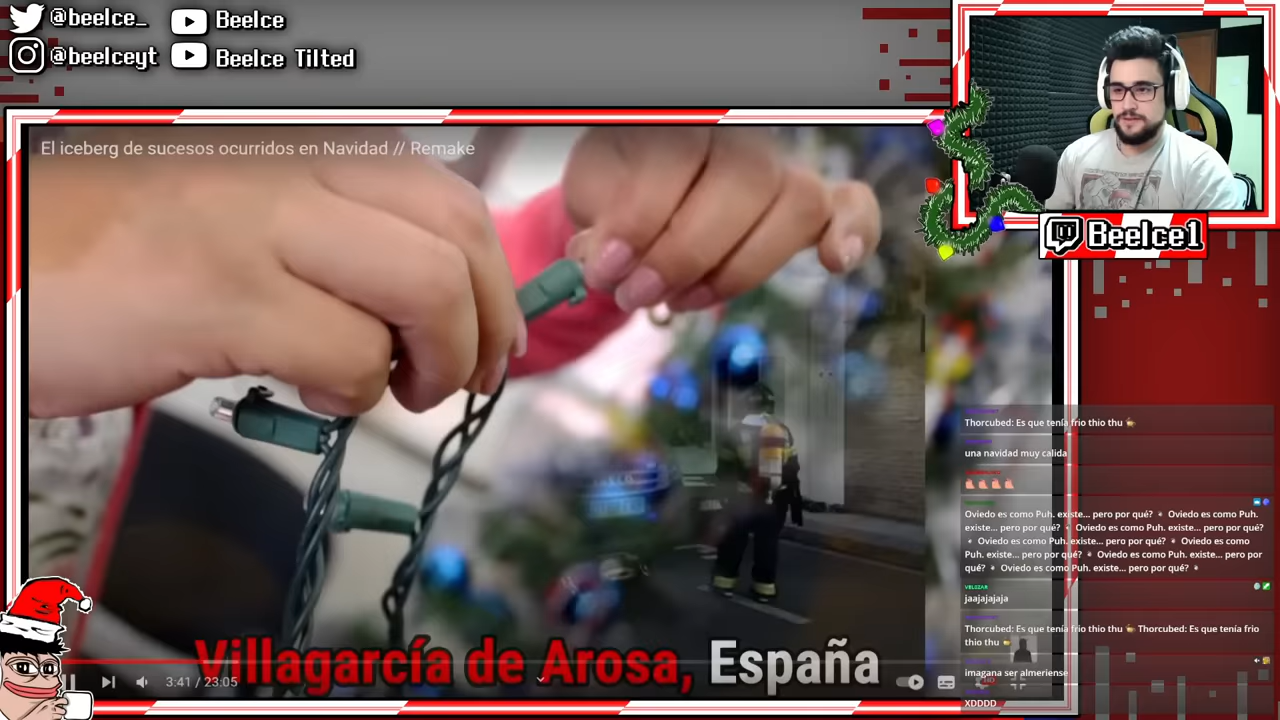 @beelce_
Beelce
@beelceyt
Beelce Tilted
El iceberg de sucesos ocurridos en Navidad // Remake
Beelce1
Thorcubed: Es que tenía frio thio thu
una navidad muy calida
Oviedo es como Puh. existe... pero por qué? Oviedo es como Puh.
existe... pero por qué? Oviedo es como Puh. existe... pero por qué?
Oviedo es como Puh. existe... pero por qué? Oviedo es como
Puh. existe... pero por qué? Oviedo es como Puh. existe... pero por
qué? Oviedo es como Puh. existe... pero por qué?
VELOZAR
jaajajajaja
Thorcubed: Es que tenía frio thio thu Thorcubed: Es que tenía frio
thio thu
imagana ser almeriense
XDDDD
Villagarcía de Arosa, España
3:41 / 23:05